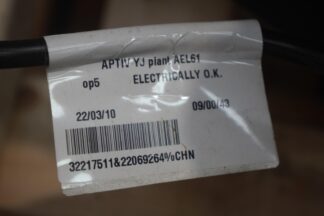 APTIV YJ plant AEL61
op5 ELECTRICALLY O.K.
22/03/10 09/00/43
32217511&22069264%CHN